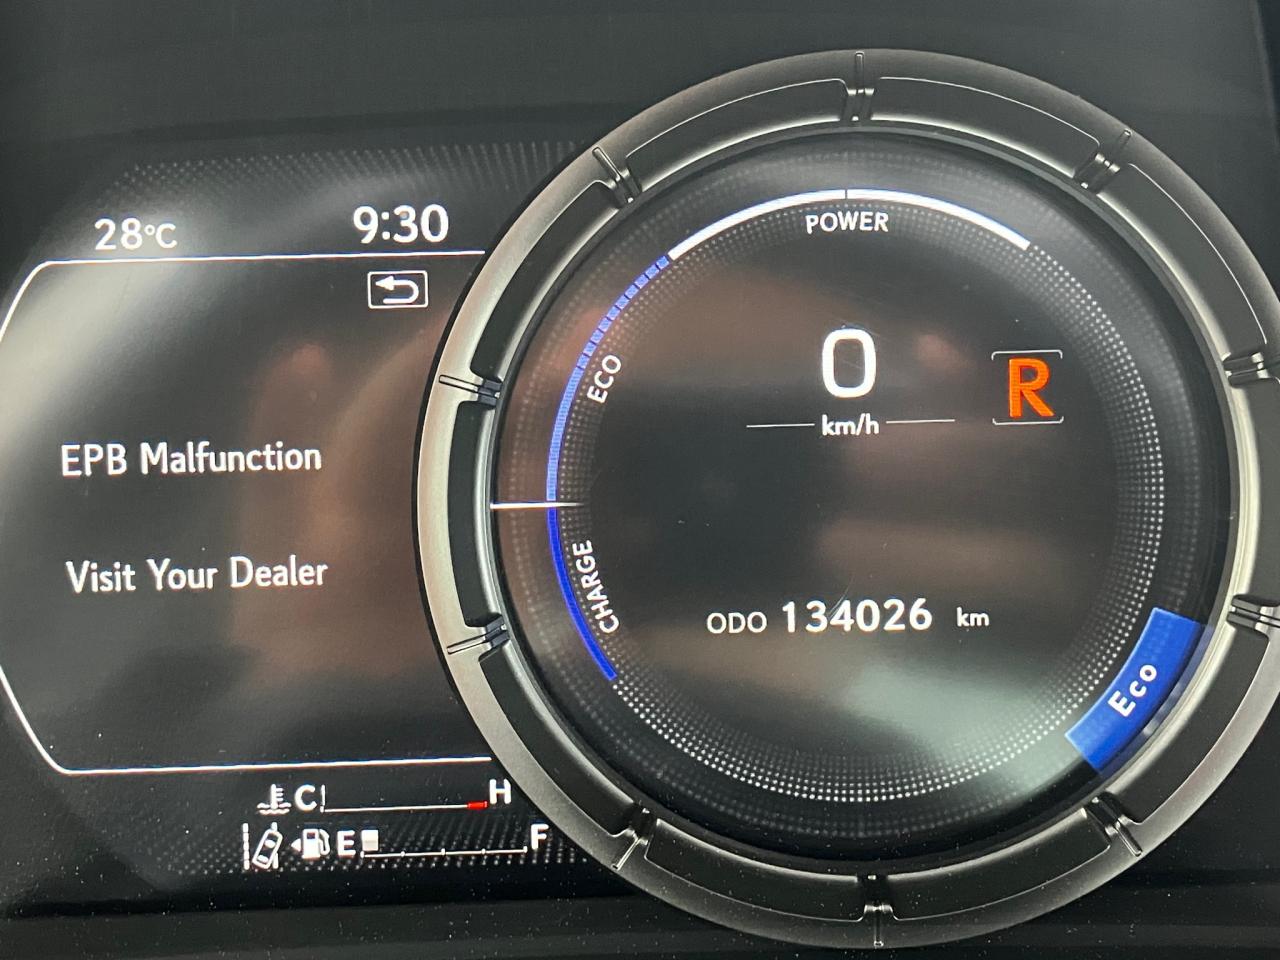 28°C 9:30
EPB Malfunction
Visit Your Dealer
C H
E F
POWER
ECO
CHARGE
0
km/h
R
ODO 134026 km
Eco